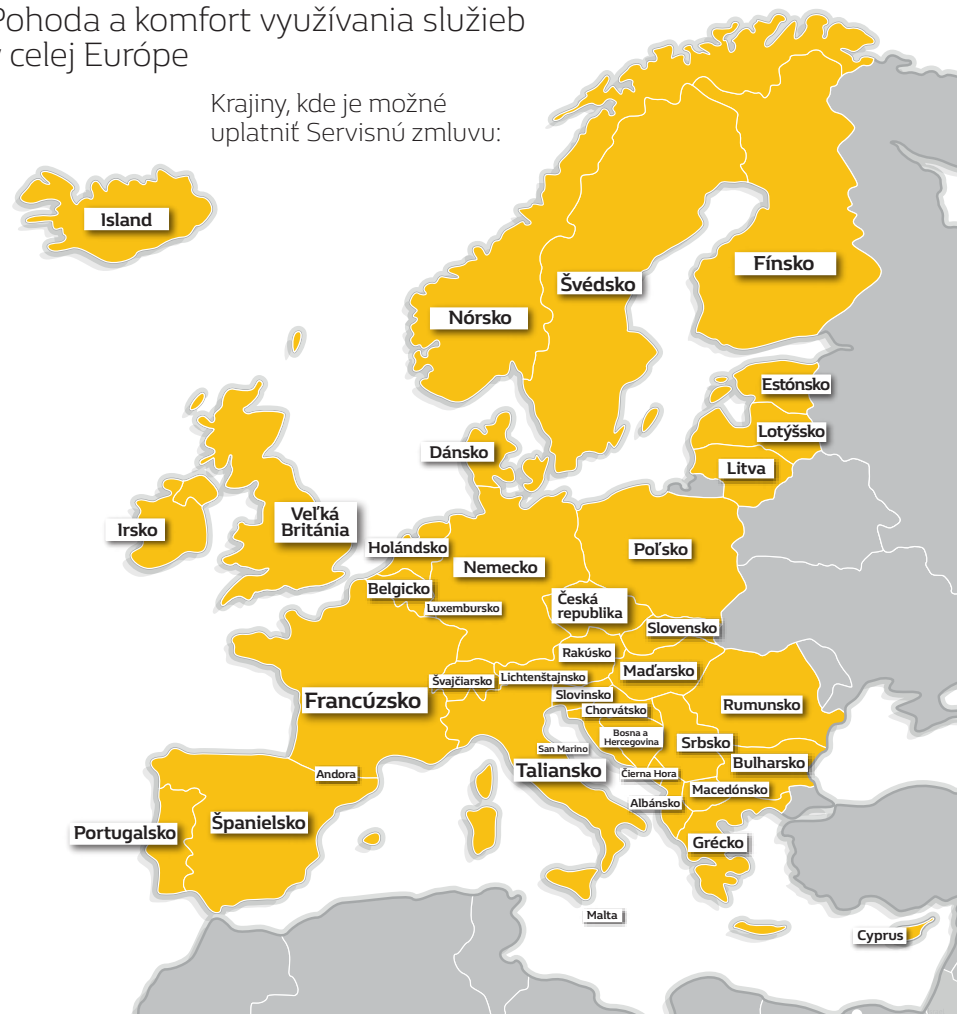 Pohoda a komfort využívania služieb
v celej Európe
Krajiny, kde je možné
uplatniť Servisnú zmluvu:
Island
Fínsko
Švédsko
Nórsko
Estónsko
Lotýšsko
Dánsko
Litva
Veľká
Británia
Irsko
Holándsko
Poľsko
Nemecko
Belgicko
Česká
republika
Luxembursko
Slovensko
Rakúsko
Maďarsko
Švajčiarsko
Lichtenštajnsko
Slovinsko
Francúzsko
Chorvátsko
Rumunsko
Bosna a
Hercegovina
Srbsko
San Marino
Bulharsko
Taliansko
Andora
Čierna Hora
Macedónsko
Albánsko
Španielsko
Portugalsko
Grécko
Malta
Cyprus